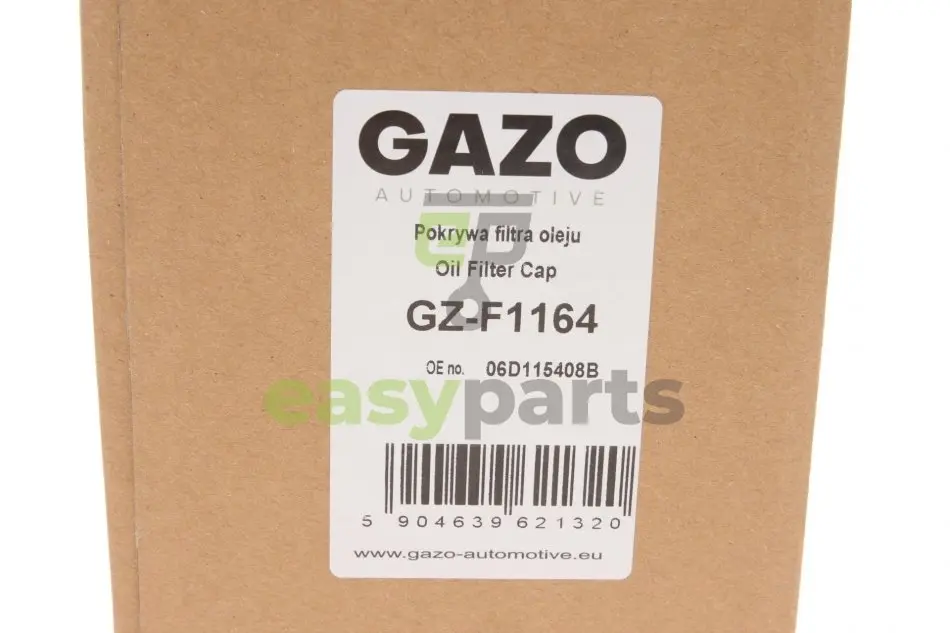 GAZO
AUTOMOTIVE
Pokrywa filtra oleju
Oil Filter Cap
GZ-F1164
OE no. 06D115408B
easyparts
5 904639 621320
www.gazo-automotive.eu